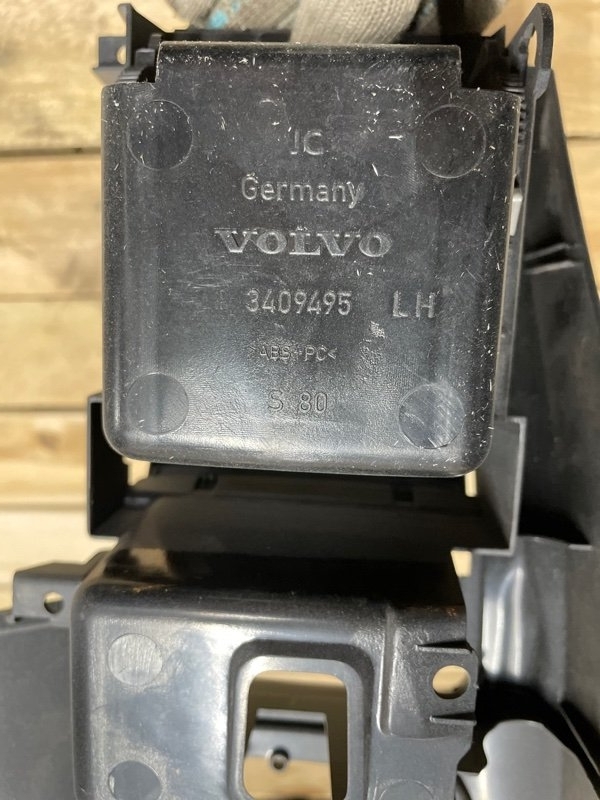 JC
Germany
VOLVO
3409495 LH
>ABS+PC<
S 80